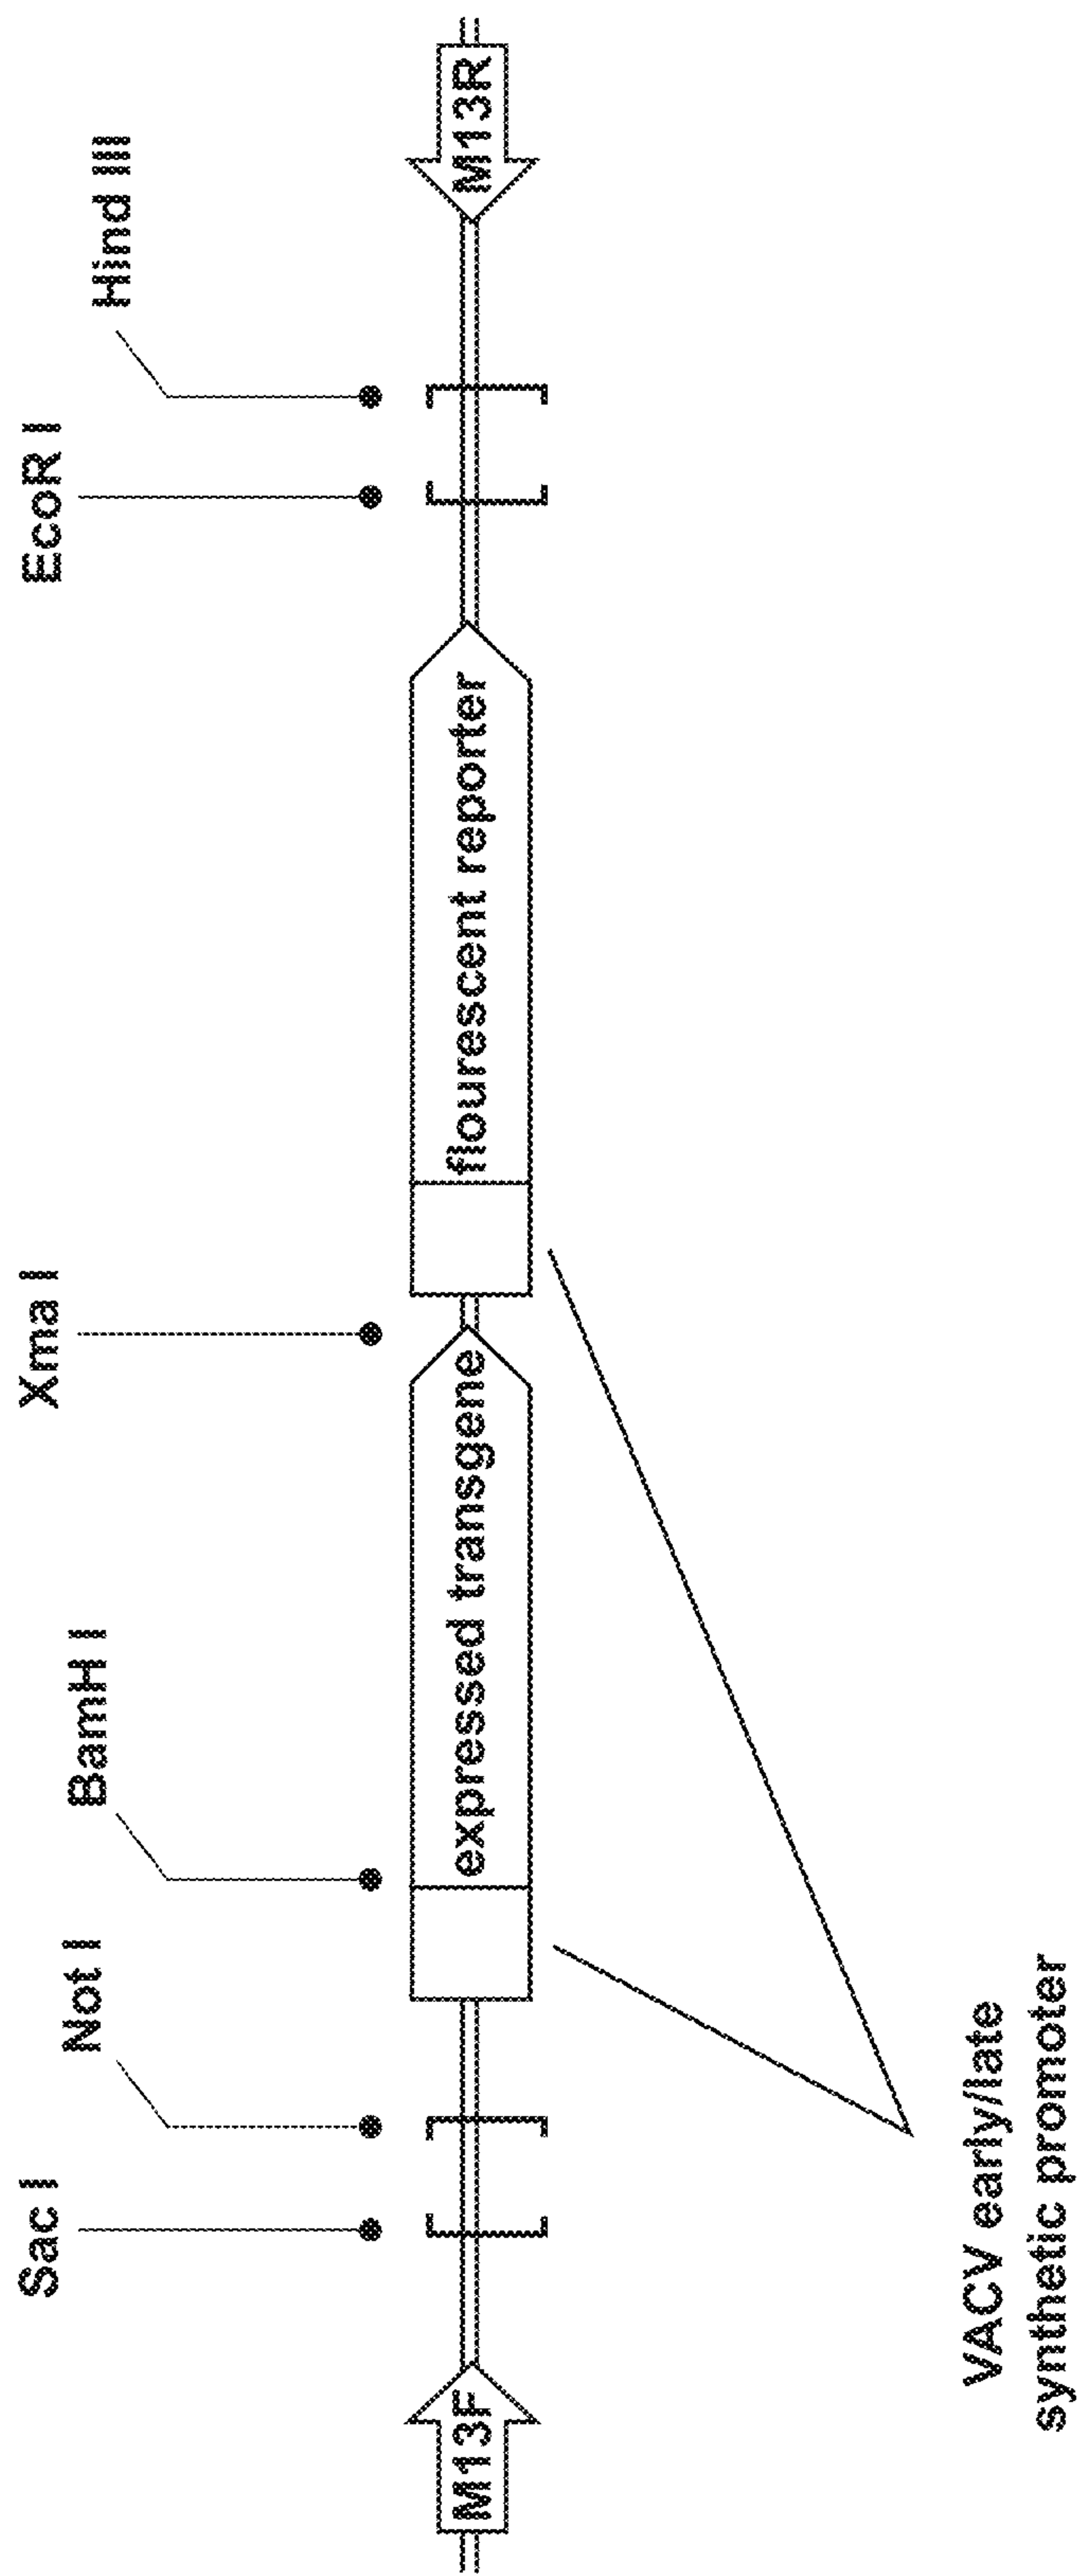 Sac I
Not I
BamH I
Xma I
EcoR I
Hind III
M13F
expressed transgene
flourescent reporter
M13R
VACV early/late
synthetic promoter